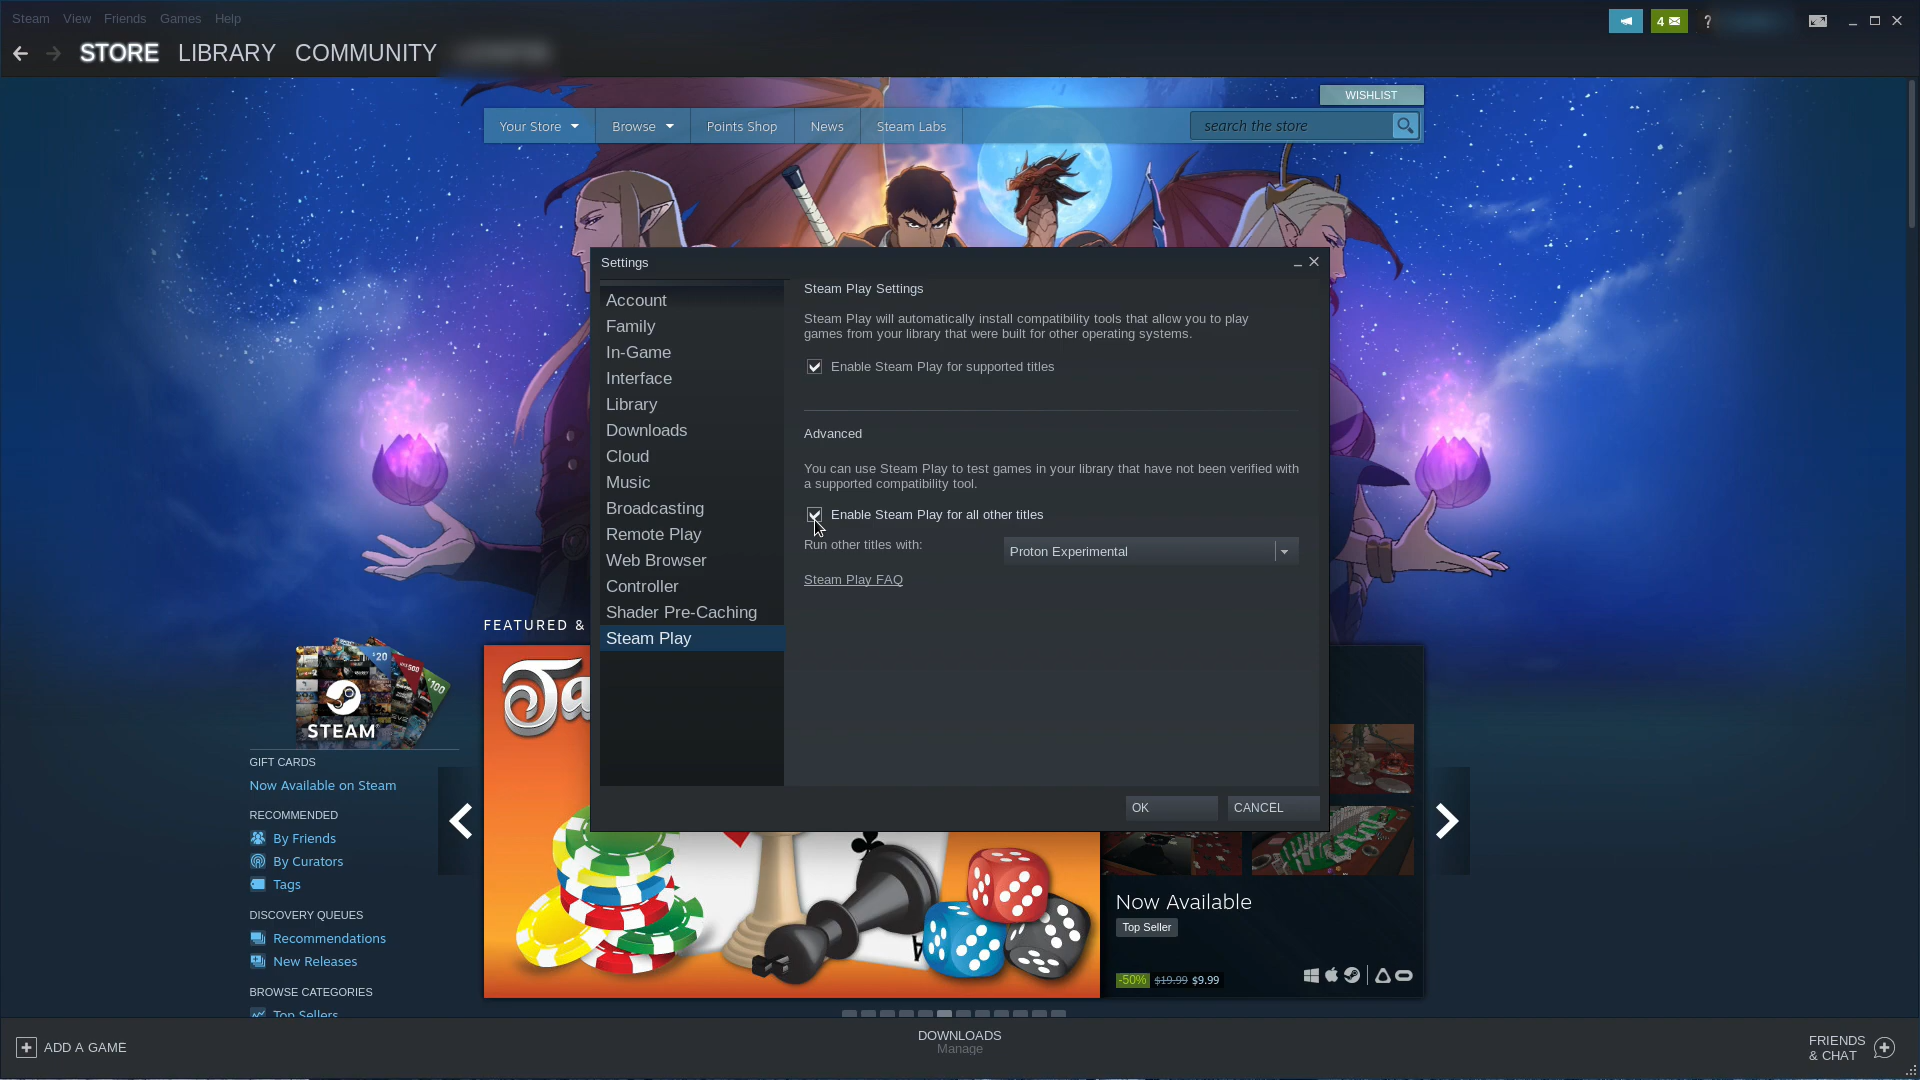 Steam View Friends Games Help
4 ?
STORE LIBRARY COMMUNITY
WISHLIST
Your Store Browse Points Shop News Steam Labs search the store
Settings
Account
Family
In-Game
Interface
Library
Downloads
Cloud
Music
Broadcasting
Remote Play
Web Browser
Controller
Shader Pre-Caching
Steam Play
Steam Play Settings
Steam Play will automatically install compatibility tools that allow you to play
games from your library that were built for other operating systems.
Enable Steam Play for supported titles
Advanced
You can use Steam Play to test games in your library that have not been verified with
a supported compatibility tool.
Enable Steam Play for all other titles
Run other titles with: Proton Experimental
Steam Play FAQ
OK CANCEL
FEATURED &
Ta
$20
$100
STEAM
GIFT CARDS
Now Available on Steam
RECOMMENDED
By Friends
By Curators
Tags
DISCOVERY QUEUES
Recommendations
New Releases
BROWSE CATEGORIES
Top Sellers
Now Available
Top Seller
-50% $19.99 $9.99
ADD A GAME
DOWNLOADS
Manage
FRIENDS
& CHAT